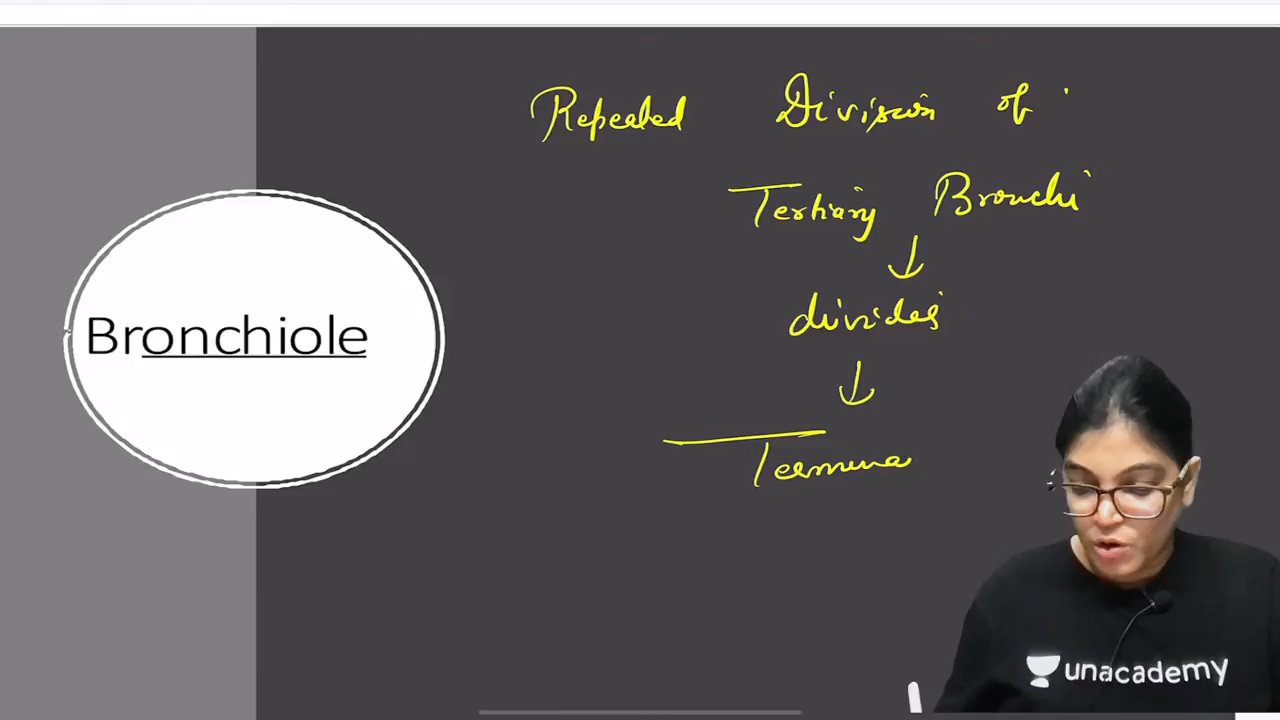 Repeated Division of
Tertiary Bronchi
divides
Termina
Bronchiole
unacademy